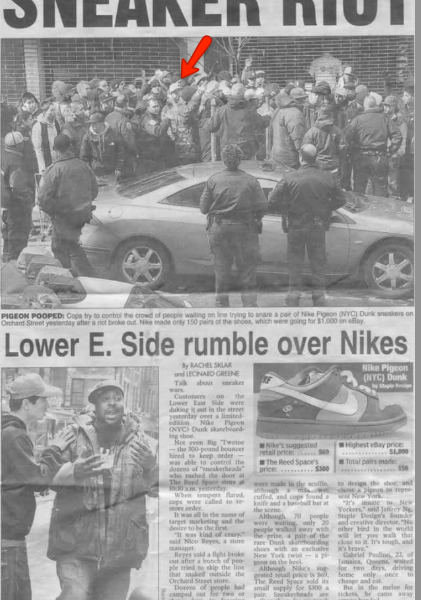 SNEAKER RIOT
PIGEON POOPED: Cops try to control the crowd of people waiting on line trying to snare a pair of Nike Pigeon (NYC) Dunk sneakers on
Orchard Street yesterday after a riot broke out. Nike made only 150 pairs of the shoes, which were going for $1,000 on eBay.
Lower E. Side rumble over Nikes
By RACHEL SKLAR
and LEONARD GREENE
Talk about sneaker
wars.
Customers on the
Lower East Side were
duking it out in the street
yesterday over a limited-
edition Nike Pigeon
(NYC) Dunk skateboard-
ing shoe.
Not even Big "Twotoe"
— the 300-pound bouncer
hired to keep order —
was able to control the
dozens of "sneakerheads"
who rushed the door at
The Reed Space store at
10:30 a.m. yesterday.
When tempers flared,
cops were called to re-
store order.
It was all in the name of
target marketing and the
desire to be the first.
"It was kind of crazy,"
said Nico Reyes, a store
manager.
Reyes said a fight broke
out after a bunch of peo-
ple tried to skip the line
that snaked outside the
Orchard Street store.
Dozens of people had
camped out for two or
Nike Pigeon
(NYC) Dunk
by Staple Design
Nike's suggested
retail price: $69
The Reed Space's
price: $300
Highest eBay price:
$1,000
Total pairs made:
150
were made in the scuffle,
although a man was
cuffed, and cops found a
knife and a baseball bat at
the scene.
Although 70 people
were waiting, only 20
people walked away with
the prize, a pair of the
rare Dunk skateboarding
shoes with an exclusive
New York twist — a pi-
geon on the heel.
Although Nike's sug-
gested retail price is $69,
The Reed Space sold its
small supply for $300 a
pair. Sneakerheads are
to design the shoe, and
chose a pigeon to repre-
sent New York.
"It's unique to New
Yorkers," said Jeffrey Ng,
Staple Design's founder
and creative director. "No
other bird in the world
will let you walk that
close to it. It's tough, and
it's brave."
Gabriel Paulino, 23, of
Jamaica, Queens, waited
for two days, driving
home only once to
change and eat.
But in the melee for
tickets, he came away